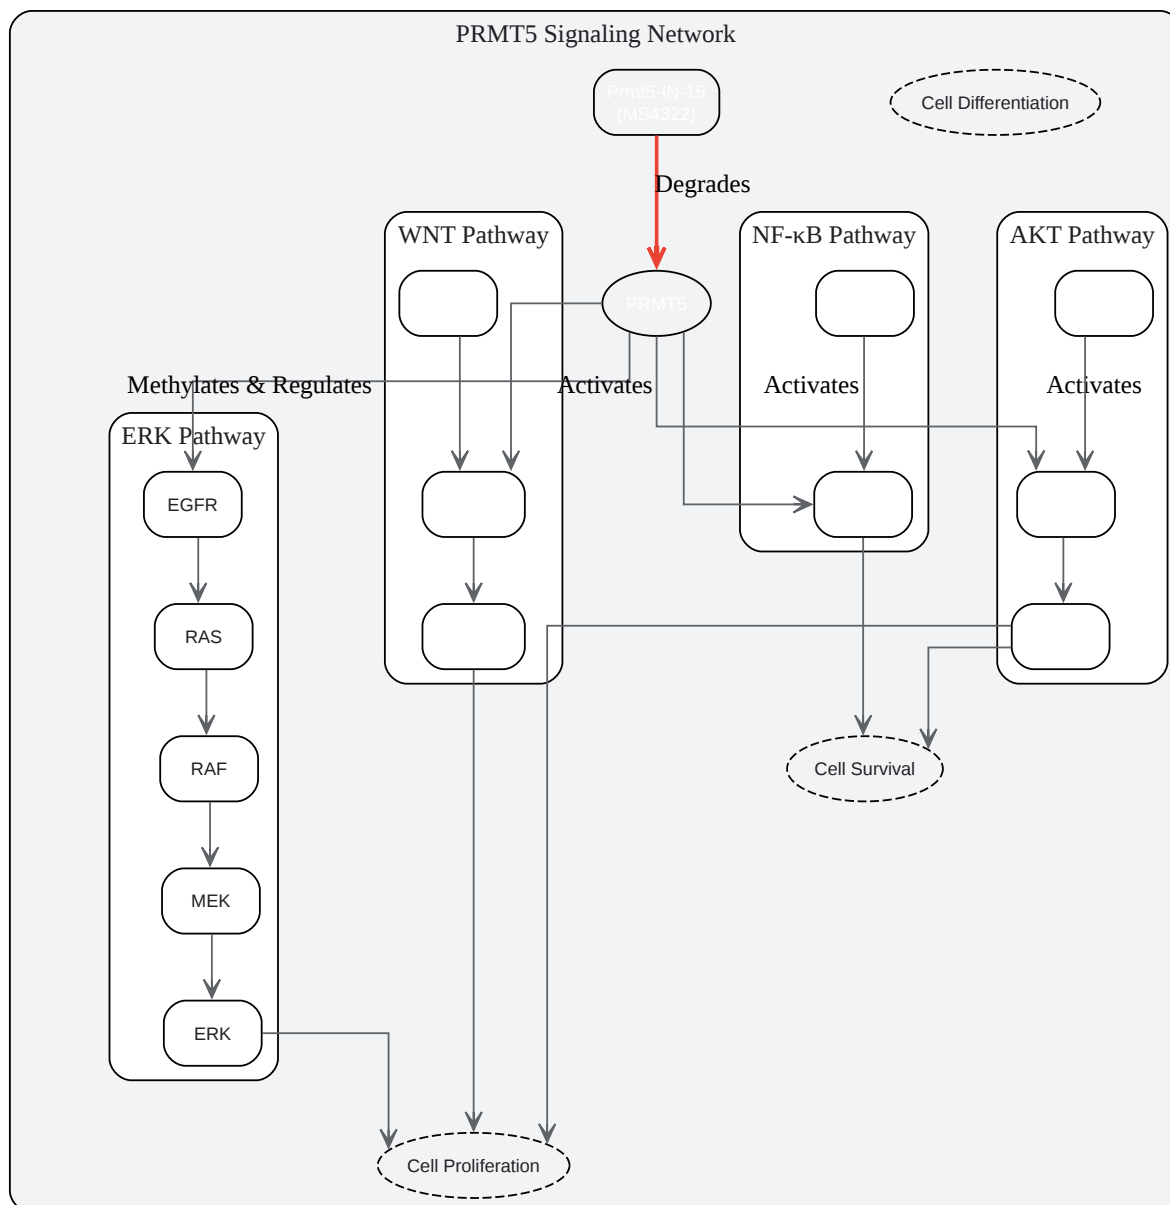 PRMT5 Signaling Network
Prmt5-IN-15
(MS4322)
Cell Differentiation
Degrades
WNT Pathway
NF-κB Pathway
AKT Pathway
PRMT5
Methylates & Regulates
Activates
Activates
Activates
ERK Pathway
EGFR
RAS
RAF
Cell Survival
MEK
ERK
Cell Proliferation